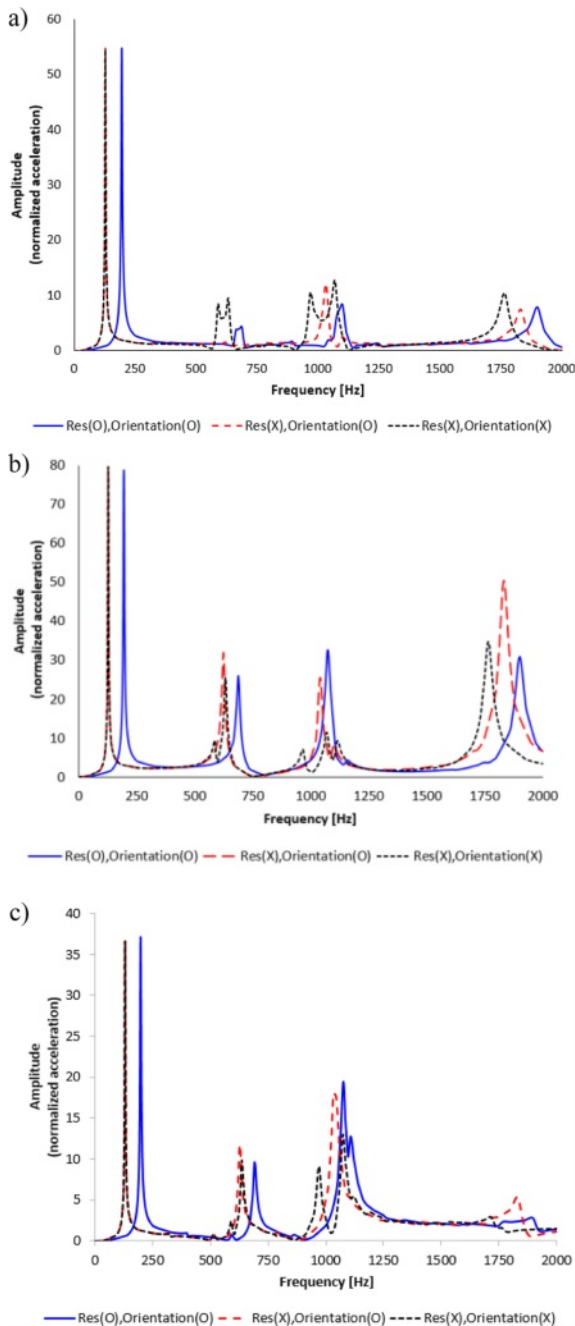 a)
60
50
40
30
20
10
0
Amplitude
(normalized acceleration)
0 250 500 750 1000 1250 1500 1750 2000
Frequency [Hz]
Res(O),Orientation(O) Res(X),Orientation(O) Res(X),Orientation(X)
b)
80
70
60
50
40
30
20
10
0
Amplitude
(normalized acceleration)
0 250 500 750 1000 1250 1500 1750 2000
Frequency [Hz]
Res(O),Orientation(O) Res(X),Orientation(O) Res(X),Orientation(X)
c)
40
35
30
25
20
15
10
5
0
Amplitude
(normalized acceleration)
0 250 500 750 1000 1250 1500 1750 2000
Frequency [Hz]
Res(O),Orientation(O) Res(X),Orientation(O) Res(X),Orientation(X)